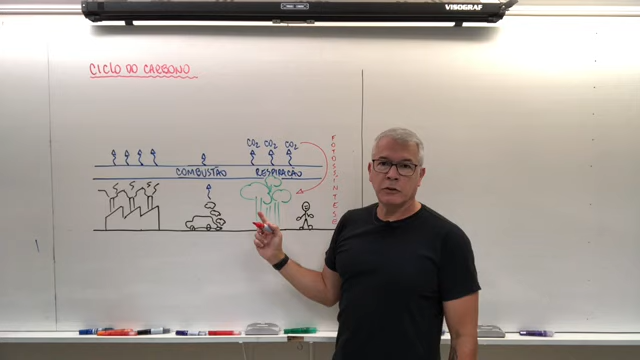 VISOGRAF
CICLO DO CARBONO
CO2 CO2 CO2
COMBUSTÃO RESPIRAÇÃO
FOTOSSÍNTESE